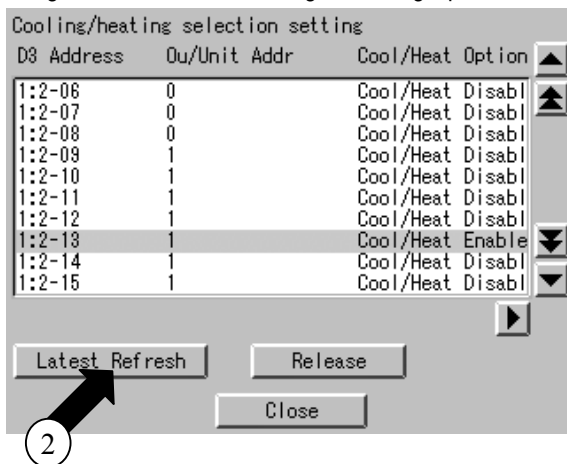 Cooling/heating selection setting
D3 Address Ou/Unit Addr Cool/Heat Option
1:2-06 0 Cool/Heat Disabl
1:2-07 0 Cool/Heat Disabl
1:2-08 0 Cool/Heat Disabl
1:2-09 1 Cool/Heat Disabl
1:2-10 1 Cool/Heat Disabl
1:2-11 1 Cool/Heat Disabl
1:2-12 1 Cool/Heat Disabl
1:2-13 1 Cool/Heat Enable
1:2-14 1 Cool/Heat Disabl
1:2-15 1 Cool/Heat Disabl
Latest Refresh Release
Close
2